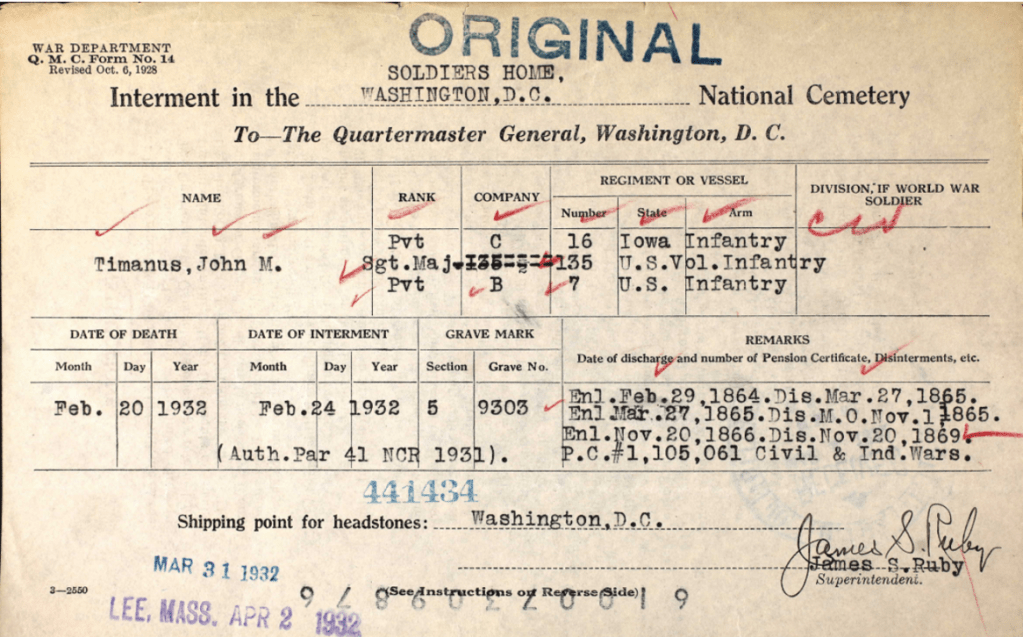 ORIGINAL
WAR DEPARTMENT
Q. M. C. Form No. 14
Revised Oct. 6, 1928
SOLDIERS HOME,
Interment in the WASHINGTON,D.C. National Cemetery
To—The Quartermaster General, Washington, D. C.
NAME RANK COMPANY REGIMENT OR VESSEL DIVISION, IF WORLD WAR SOLDIER
Number State Arm
CW
Pvt C 16 Iowa Infantry
Timanus,John M. Sgt.Maj. 135 U.S.Vol.Infantry
Pvt B 7 U.S. Infantry
DATE OF DEATH DATE OF INTERMENT GRAVE MARK REMARKS
Month Day Year Month Day Year Section Grave No. Date of discharge and number of Pension Certificate, Disinterments, etc.
Feb. 20 1932 Feb. 24 1932 5 9303 Enl.Feb.29,1864.Dis.Mar.27,1865.
Enl.Mar.27,1865.Dis.M.O.Nov.1,1865.
Enl.Nov.20,1866.Dis.Nov.20,1869.
(Auth.Par 41 NCR 1931). P.C.#1,105,061 Civil & Ind.Wars.
441434
Shipping point for headstones: Washington,D.C.
James S. Ruby
James S.Ruby
Superintendent.
MAR 31 1932
3—2550
(See Instructions on Reverse Side)
LEE, MASS. APR 2 1932